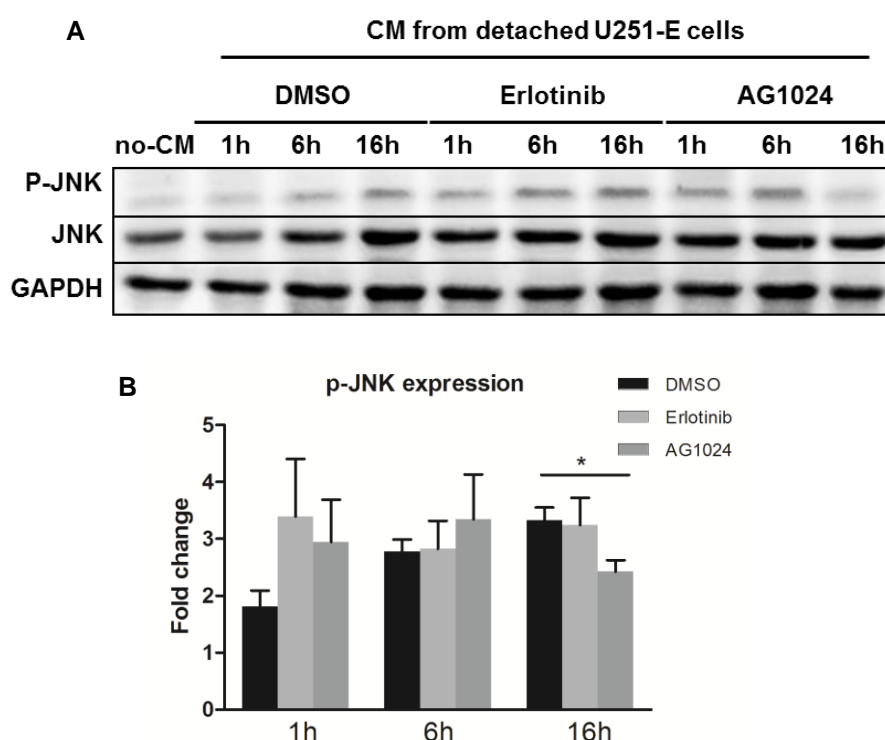 A
CM from detached U251-E cells
DMSO Erlotinib AG1024
no-CM 1h 6h 16h 1h 6h 16h 1h 6h 16h
P-JNK
JNK
GAPDH
B
p-JNK expression
DMSO
Erlotinib
AG1024
Fold change
5
4
3
2
1
0
*
1h 6h 16h